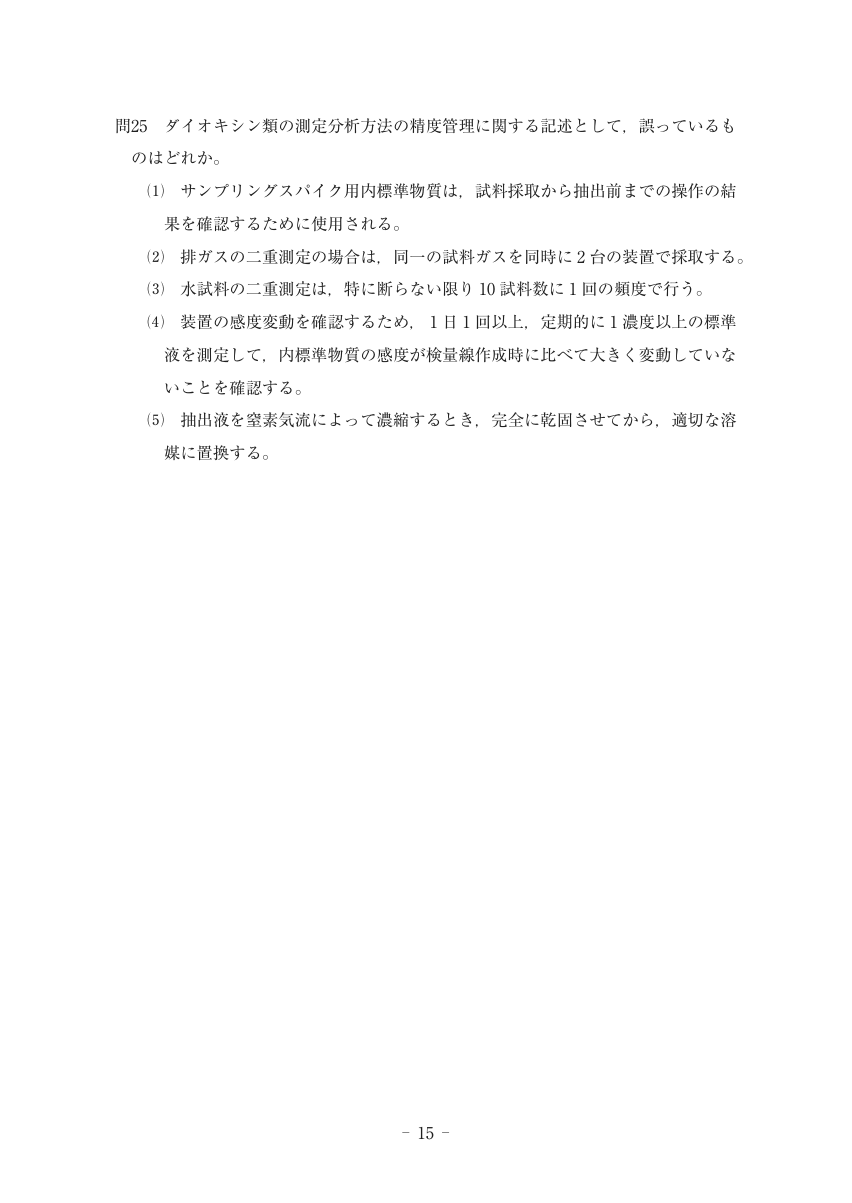 問25　ダイオキシン類の測定分析方法の精度管理に関する記述として，誤っているも
のはどれか。
⑴　サンプリングスパイク用内標準物質は，試料採取から抽出前までの操作の結
果を確認するために使用される。
⑵　排ガスの二重測定の場合は，同一の試料ガスを同時に 2 台の装置で採取する。
⑶　水試料の二重測定は，特に断らない限り 10 試料数に 1 回の頻度で行う。
⑷　装置の感度変動を確認するため，1 日 1 回以上，定期的に 1 濃度以上の標準
液を測定して，内標準物質の感度が検量線作成時に比べて大きく変動していな
いことを確認する。
⑸　抽出液を窒素気流によって濃縮するとき，完全に乾固させてから，適切な溶
媒に置換する。
－ 15 －